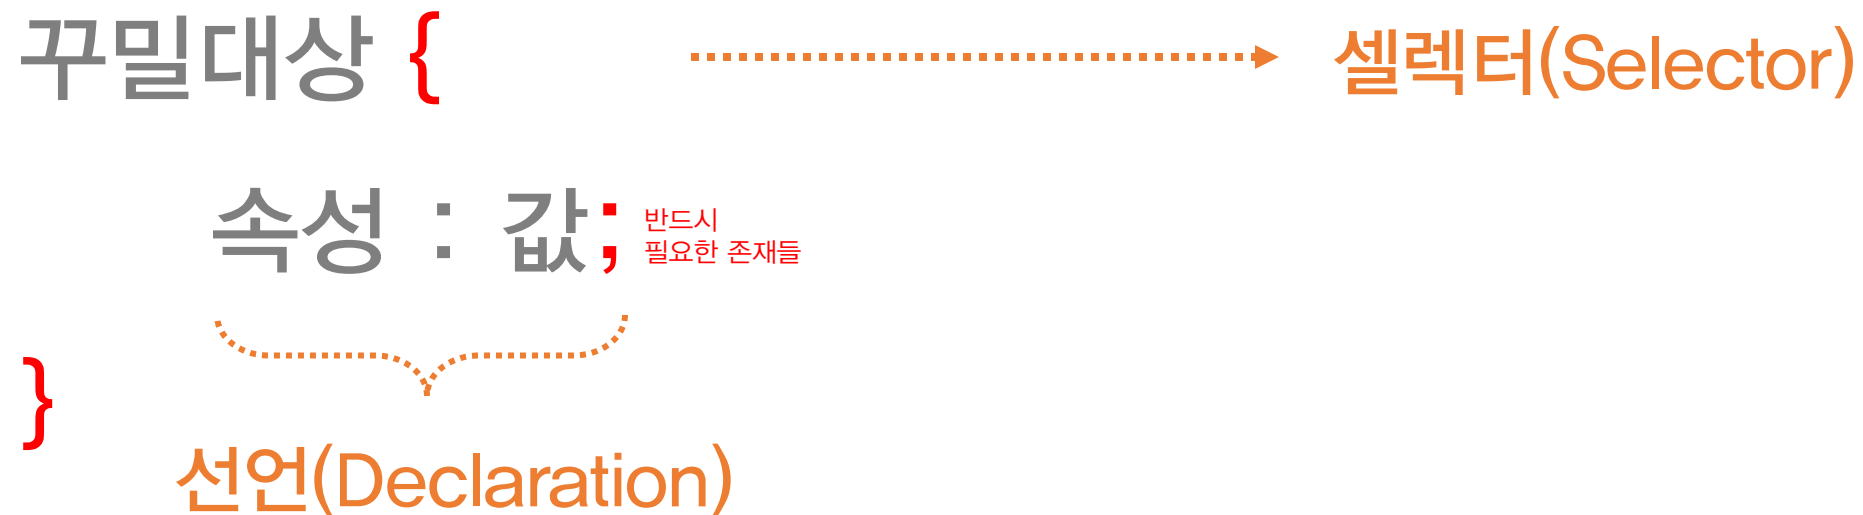 꾸밀대상 {
셀렉터(Selector)
속성 : 값;
반드시
필요한 존재들
}
선언(Declaration)